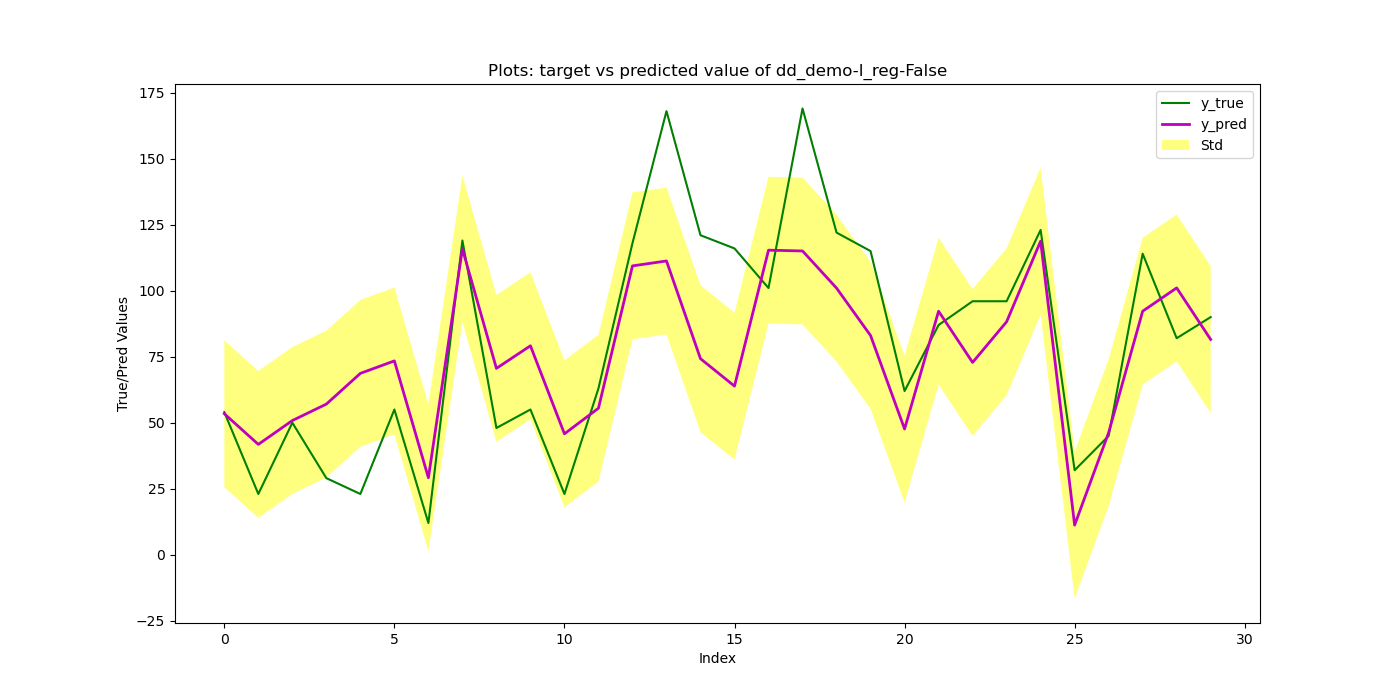 Plots: target vs predicted value of dd_demo-l_reg-False
y_true
y_pred
Std
True/Pred Values
175
150
125
100
75
50
25
0
−25
0 5 10 15 20 25 30
Index